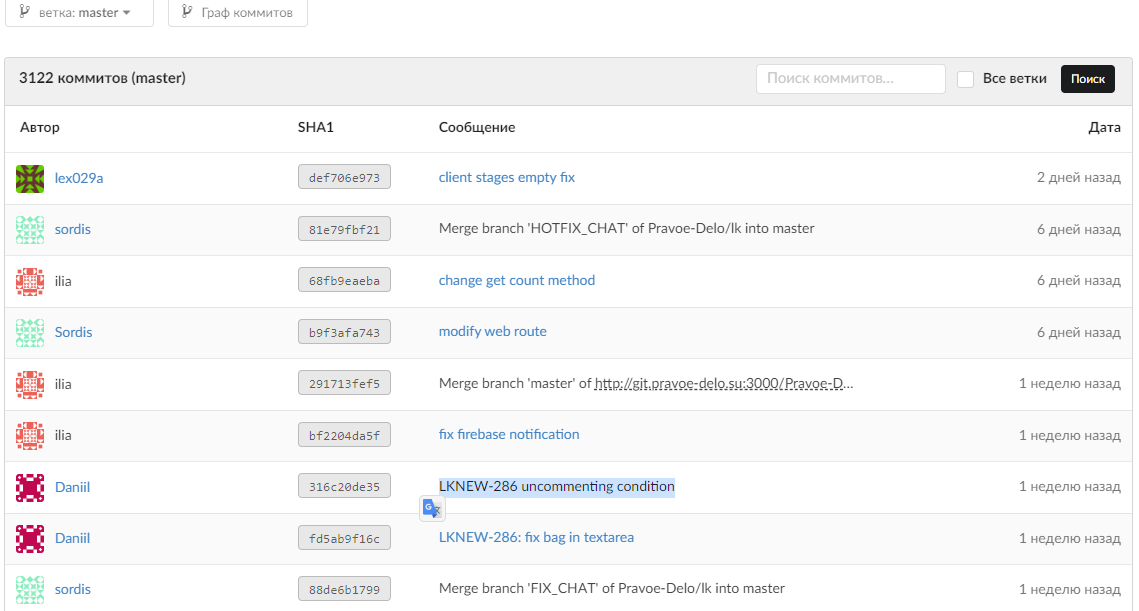 ветка: master
Граф коммитов
3122 коммитов (master)
Поиск коммитов...
Все ветки
Поиск
Автор SHA1 Сообщение Дата
lex029a def706e973 client stages empty fix 2 дней назад
sordis 81e79fbf21 Merge branch 'HOTFIX_CHAT' of Pravoe-Delo/lk into master 6 дней назад
ilia 68fb9eaeba change get count method 6 дней назад
Sordis b9f3afa743 modify web route 6 дней назад
ilia 291713fef5 Merge branch 'master' of http://git.pravoe-delo.su:3000/Pravoe-D... 1 неделю назад
ilia bf2204da5f fix firebase notification 1 неделю назад
Daniil 316c20de35 LKNEW-286 uncommenting condition 1 неделю назад
Daniil fd5ab9f16c LKNEW-286: fix bag in textarea 1 неделю назад
sordis 88de6b1799 Merge branch 'FIX_CHAT' of Pravoe-Delo/lk into master 1 неделю назад